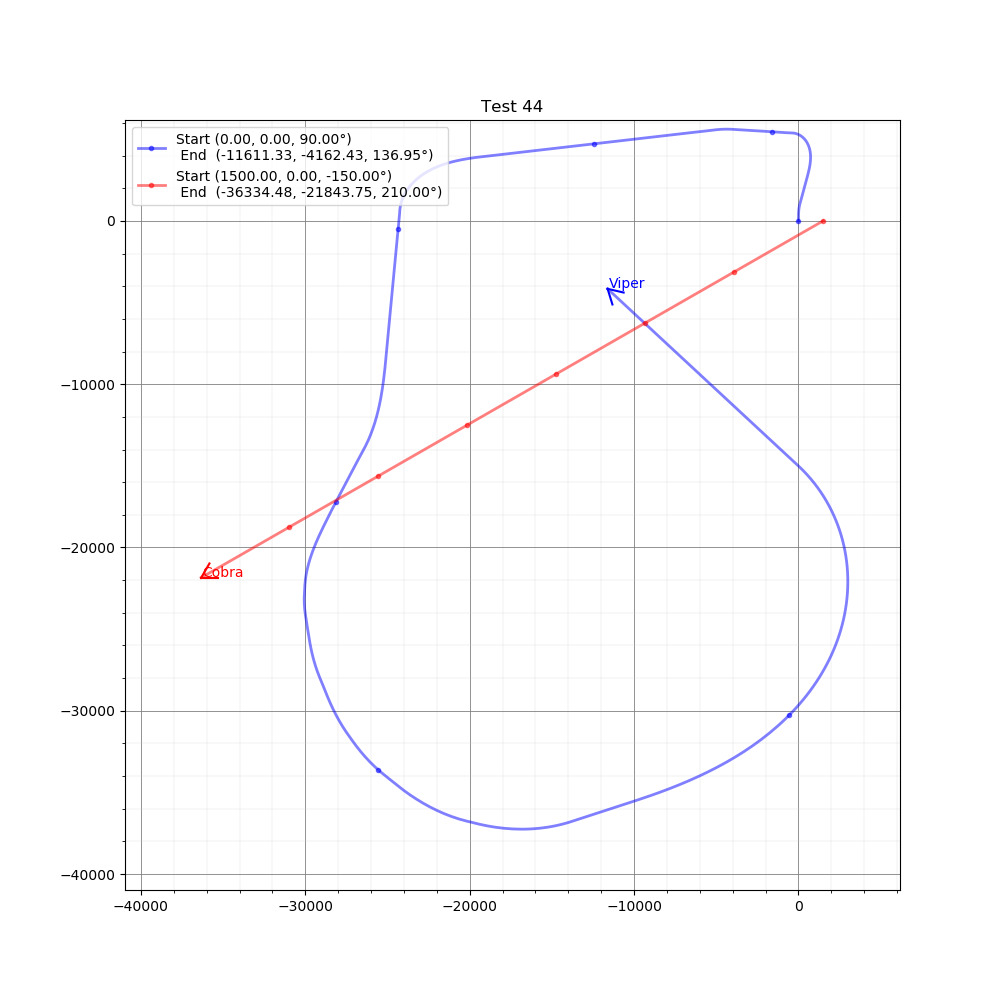 Test 44
Start (0.00, 0.00, 90.00°)
End (-11611.33, -4162.43, 136.95°)
Start (1500.00, 0.00, -150.00°)
End (-36334.48, -21843.75, 210.00°)
0
Viper
−10000
−20000
Cobra
−30000
−40000
−40000 −30000 −20000 −10000 0